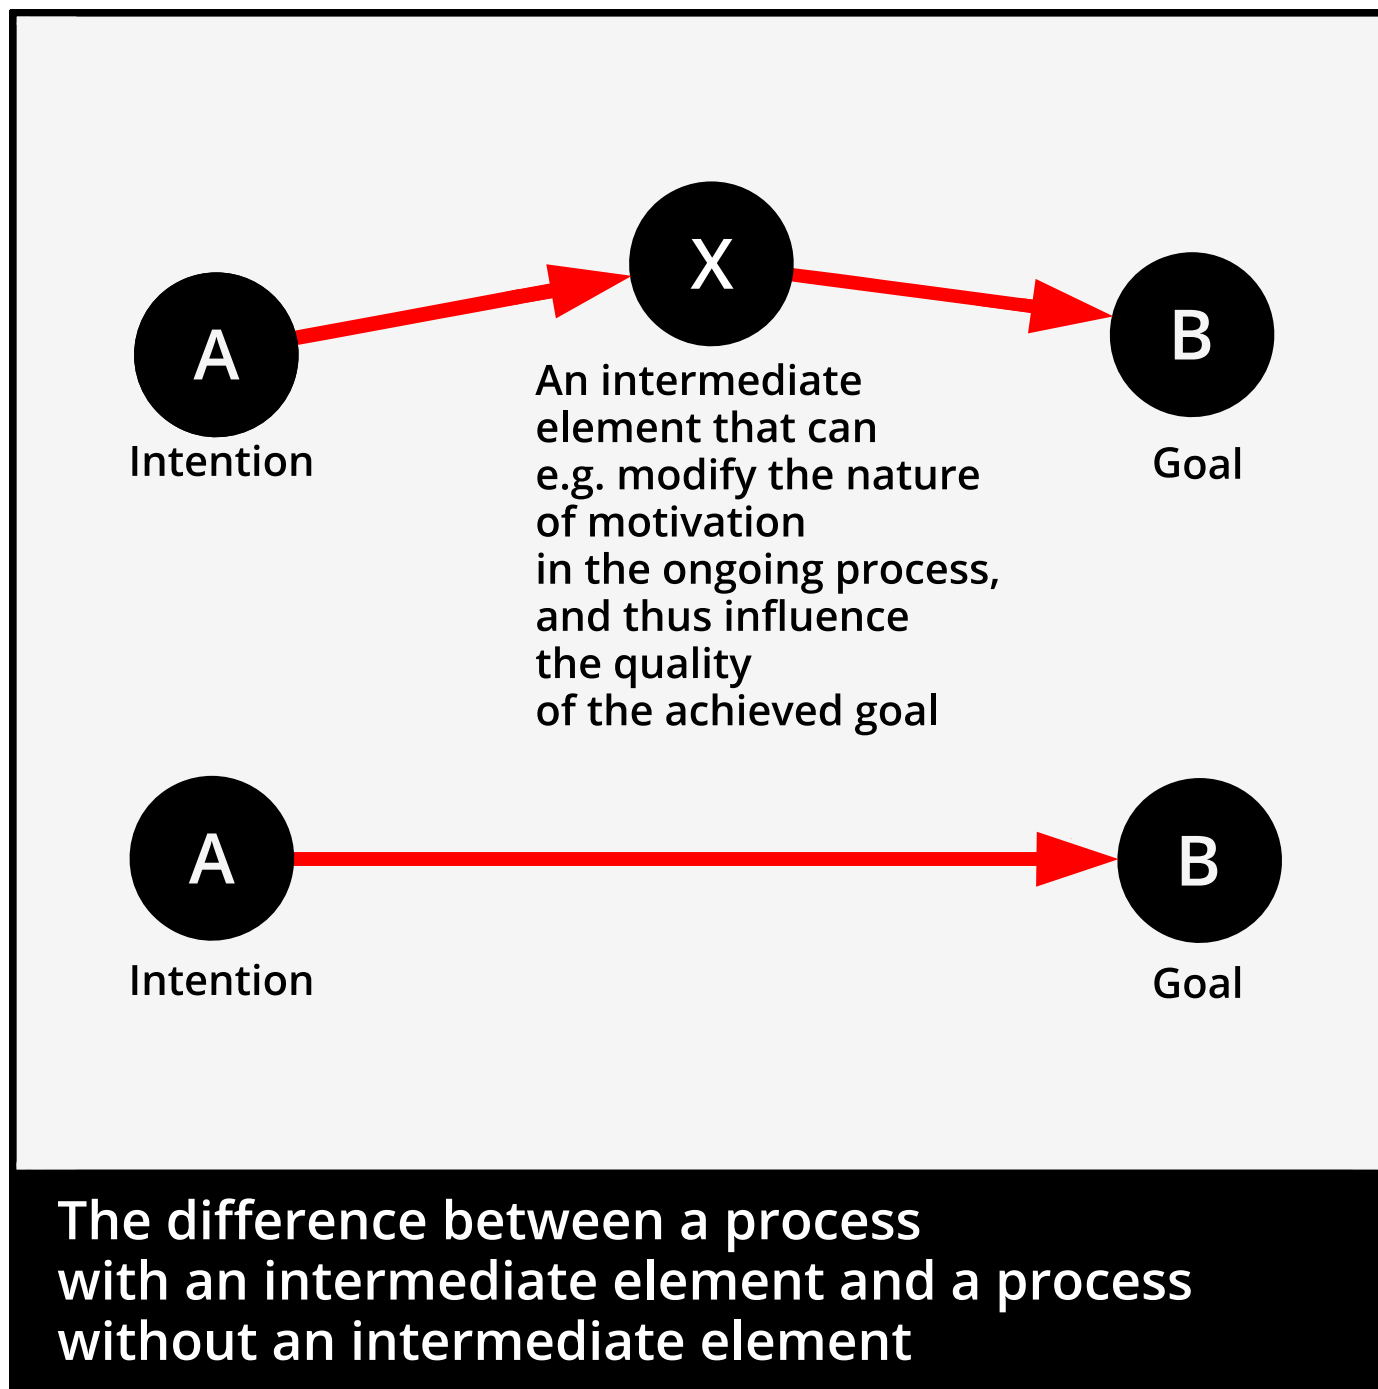 A
X
B
Intention
An intermediate
element that can
e.g. modify the nature
of motivation
in the ongoing process,
and thus influence
the quality
of the achieved goal
Goal
A
B
Intention
Goal
The difference between a process
with an intermediate element and a process
without an intermediate element